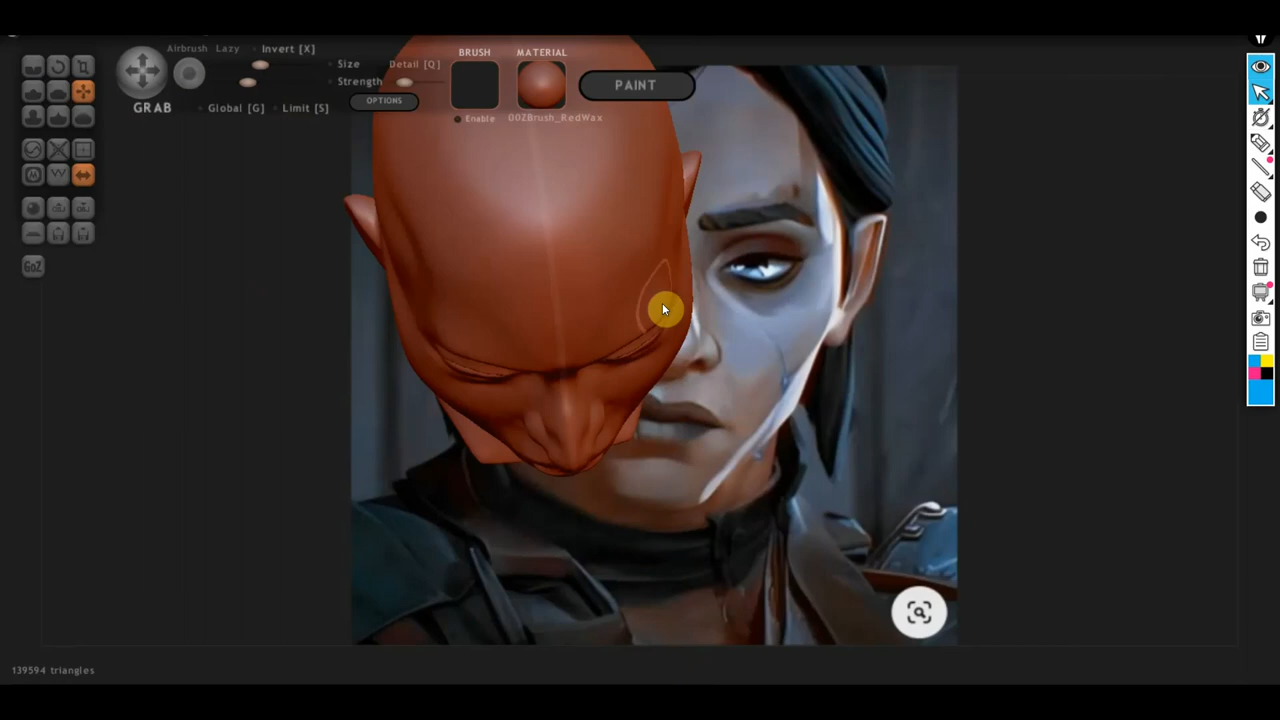 Airbrush Lazy Invert [X]
Size Detail [Q]
Strength
GRAB
Global [G] Limit [S]
OPTIONS
BRUSH
Enable
MATERIAL
00ZBrush_RedWax
PAINT
GoZ
139594 triangles